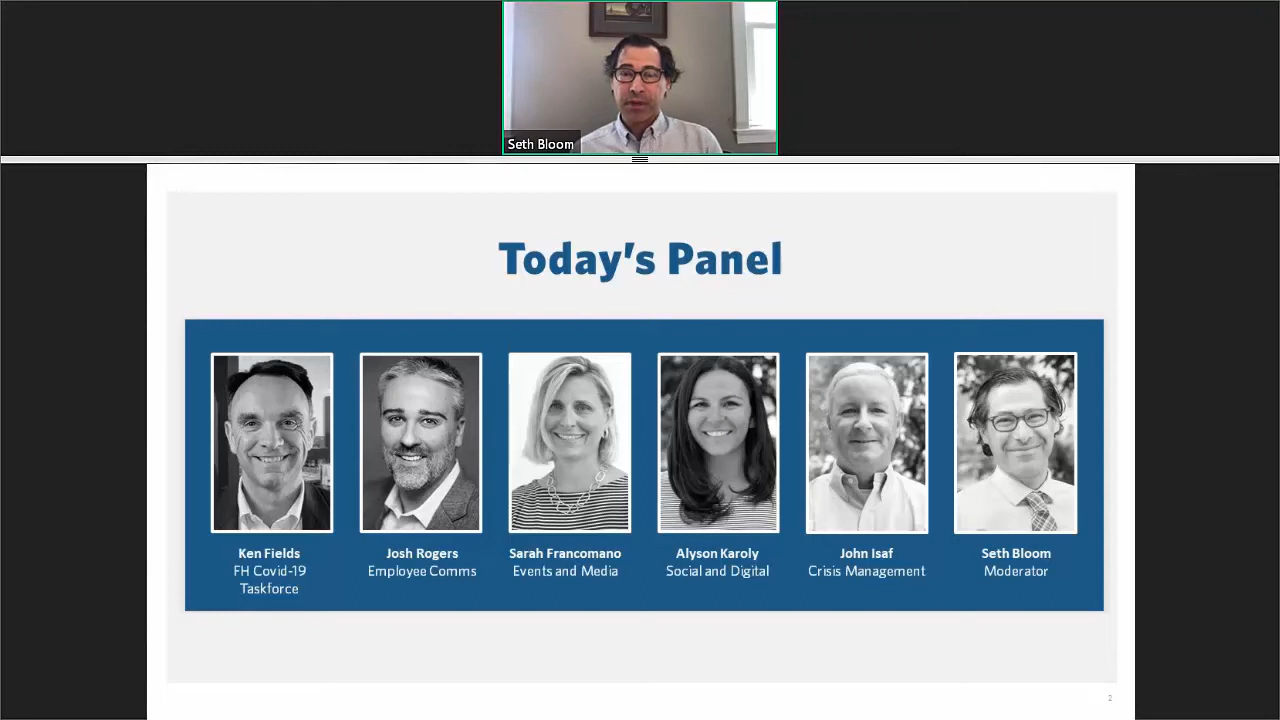 Seth Bloom
Today's Panel
Ken Fields
FH Covid-19
Taskforce
Josh Rogers
Employee Comms
Sarah Francomano
Events and Media
Alyson Karoly
Social and Digital
John Isaf
Crisis Management
Seth Bloom
Moderator
2